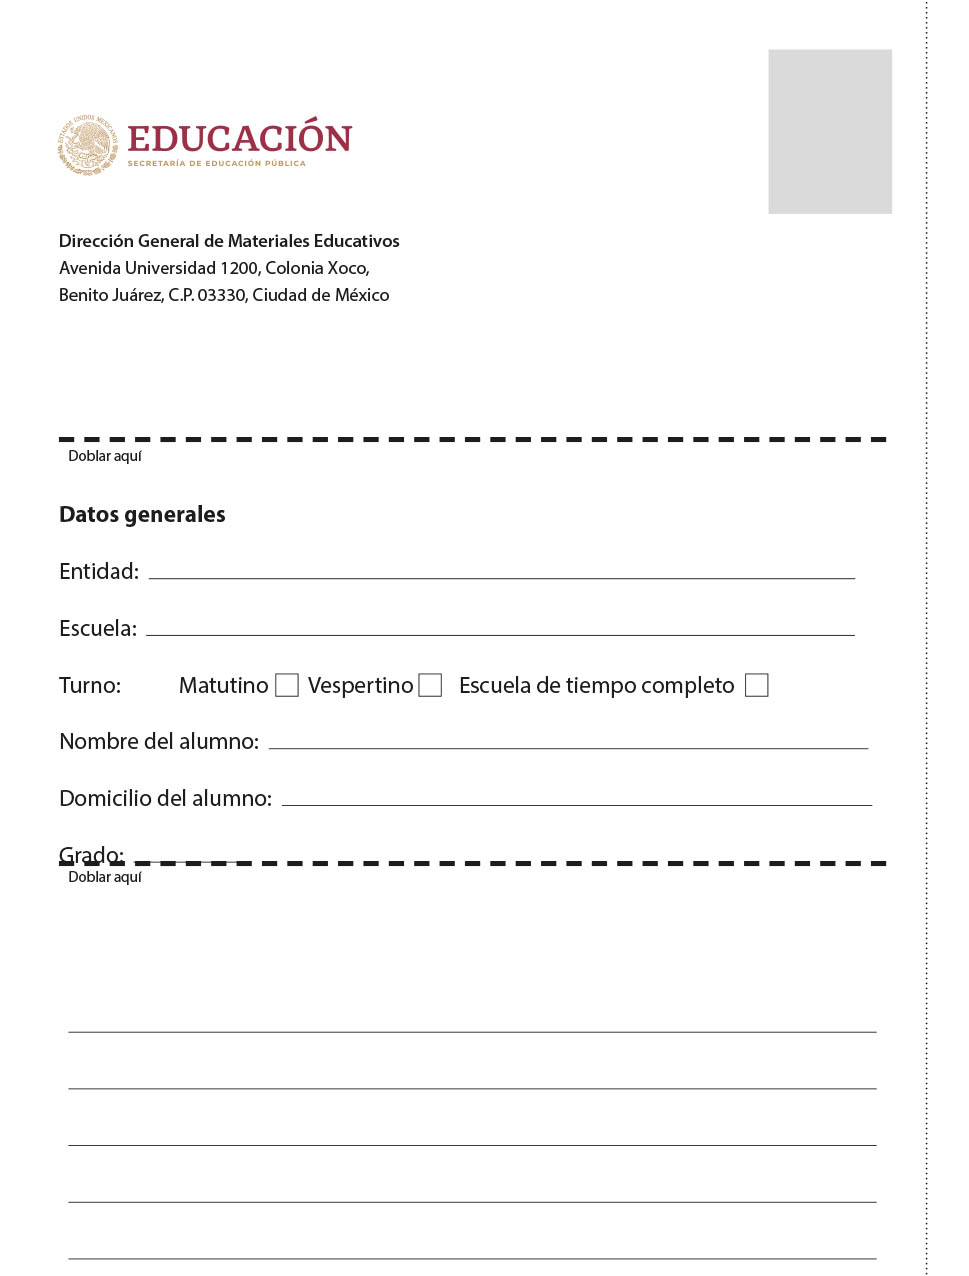 ESTADOS UNIDOS MEXICANOS
EDUCACIÓN
SECRETARÍA DE EDUCACIÓN PÚBLICA
Dirección General de Materiales Educativos
Avenida Universidad 1200, Colonia Xoco,
Benito Juárez, C.P. 03330, Ciudad de México
Doblar aquí
Datos generales
Entidad:
Escuela:
Turno: Matutino Vespertino Escuela de tiempo completo
Nombre del alumno:
Domicilio del alumno:
Grado:
Doblar aquí